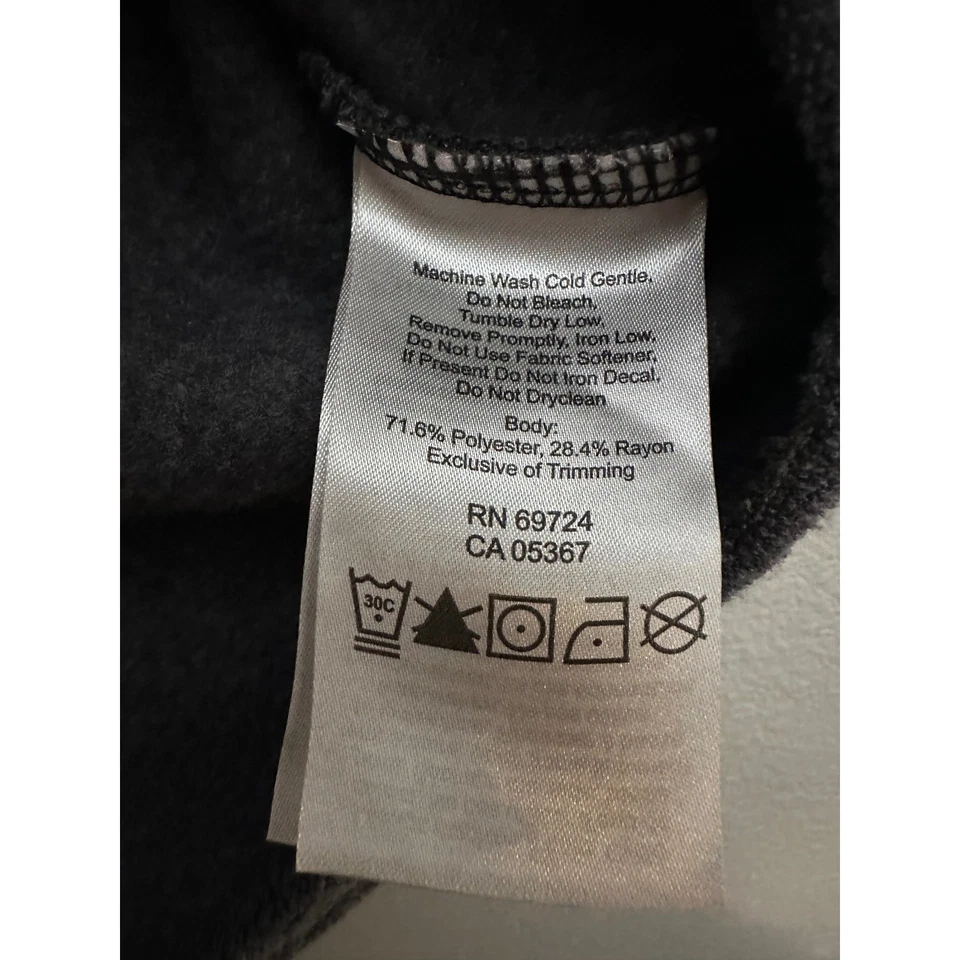 Machine Wash Cold Gentle.
Do Not Bleach,
Tumble Dry Low,
Remove Promptly, Iron Low.
Do Not Use Fabric Softener,
If Present Do Not Iron Decal.
Do Not Dryclean
Body:
71.6% Polyester, 28.4% Rayon
Exclusive of Trimming
RN 69724
CA 05367
30C